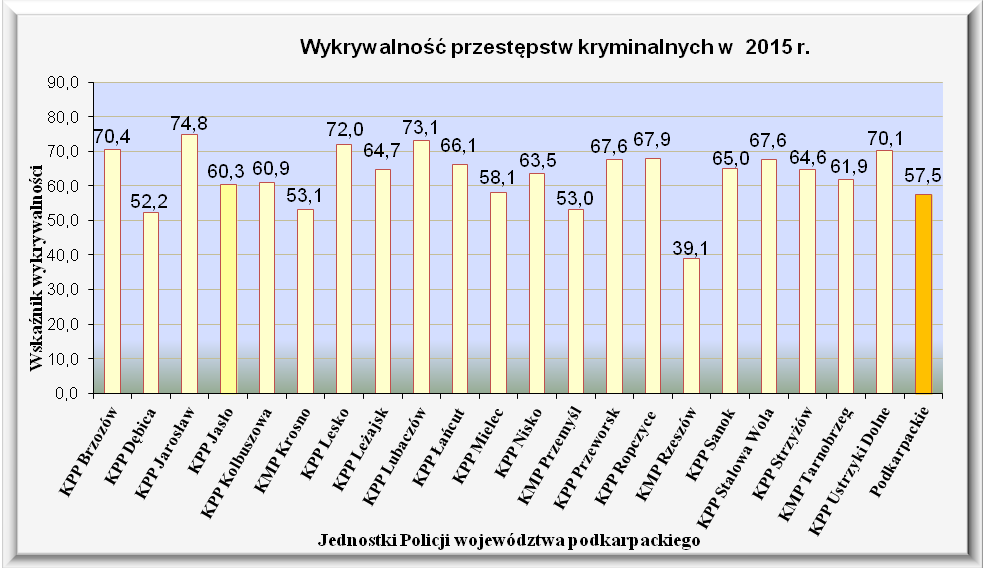 Wykrywalność przestępstw kryminalnych w 2015 r.
Wskaźnik wykrywalności
90,0
80,0
70,0
60,0
50,0
40,0
30,0
20,0
10,0
0,0
70,4
52,2
74,8
60,3
60,9
53,1
72,0
64,7
73,1
66,1
58,1
63,5
53,0
67,6
67,9
39,1
65,0
67,6
64,6
61,9
70,1
57,5
KPP Brzozów
KPP Dębica
KPP Jarosław
KPP Jasło
KPP Kolbuszowa
KMP Krosno
KPP Lesko
KPP Leżajsk
KPP Lubaczów
KPP Łańcut
KPP Mielec
KPP Nisko
KMP Przemyśl
KPP Przeworsk
KPP Ropczyce
KMP Rzeszów
KPP Sanok
KPP Stalowa Wola
KPP Strzyżów
KMP Tarnobrzeg
KPP Ustrzyki Dolne
Podkarpackie
Jednostki Policji województwa podkarpackiego